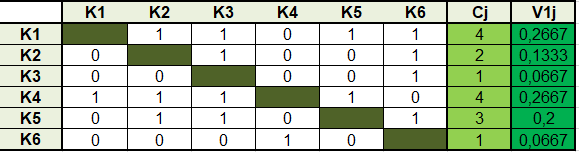 K1 K2 K3 K4 K5 K6 Cj V1j
K1 1 1 0 1 1 4 0,2667
K2 0 1 0 0 1 2 0,1333
K3 0 0 0 0 1 1 0,0667
K4 1 1 1 1 0 4 0,2667
K5 0 1 1 0 1 3 0,2
K6 0 0 0 1 0 1 0,0667